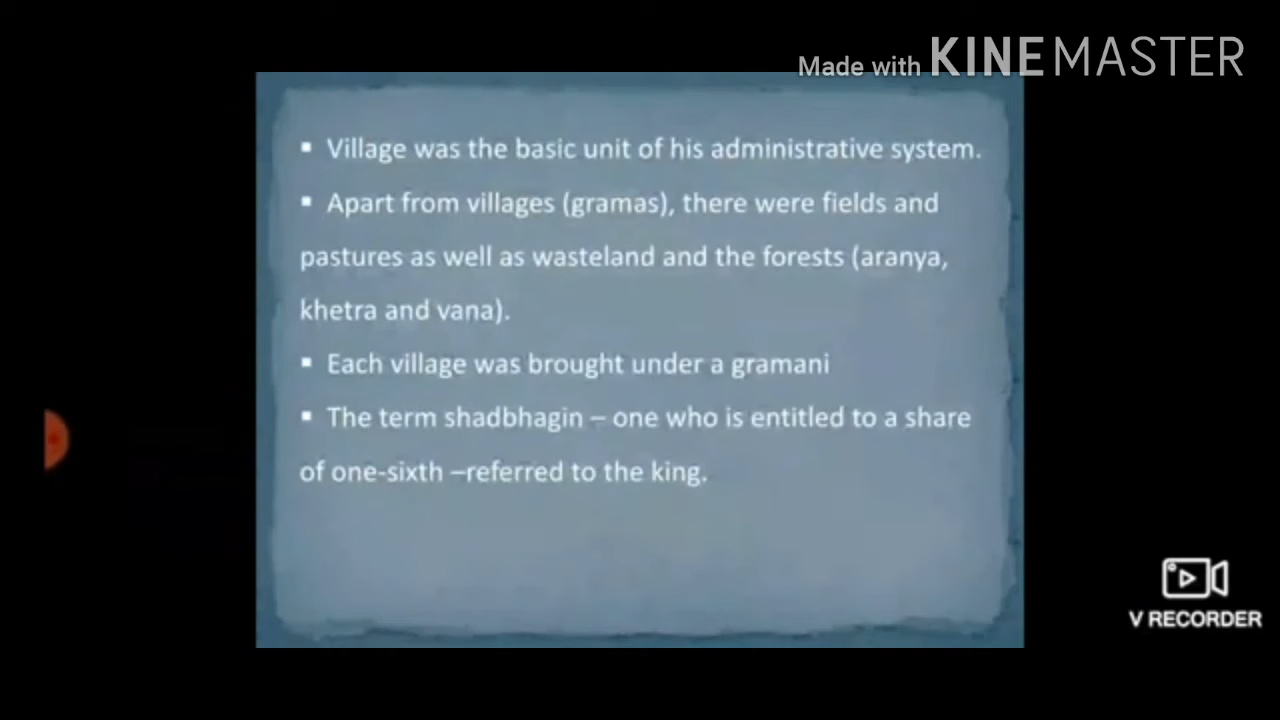 Made with KINEMASTER
▪ Village was the basic unit of his administrative system.
▪ Apart from villages (gramas), there were fields and
pastures as well as wasteland and the forests (aranya,
khetra and vana).
▪ Each village was brought under a gramani
▪ The term shadbhagin – one who is entitled to a share
of one-sixth –referred to the king.
V RECORDER